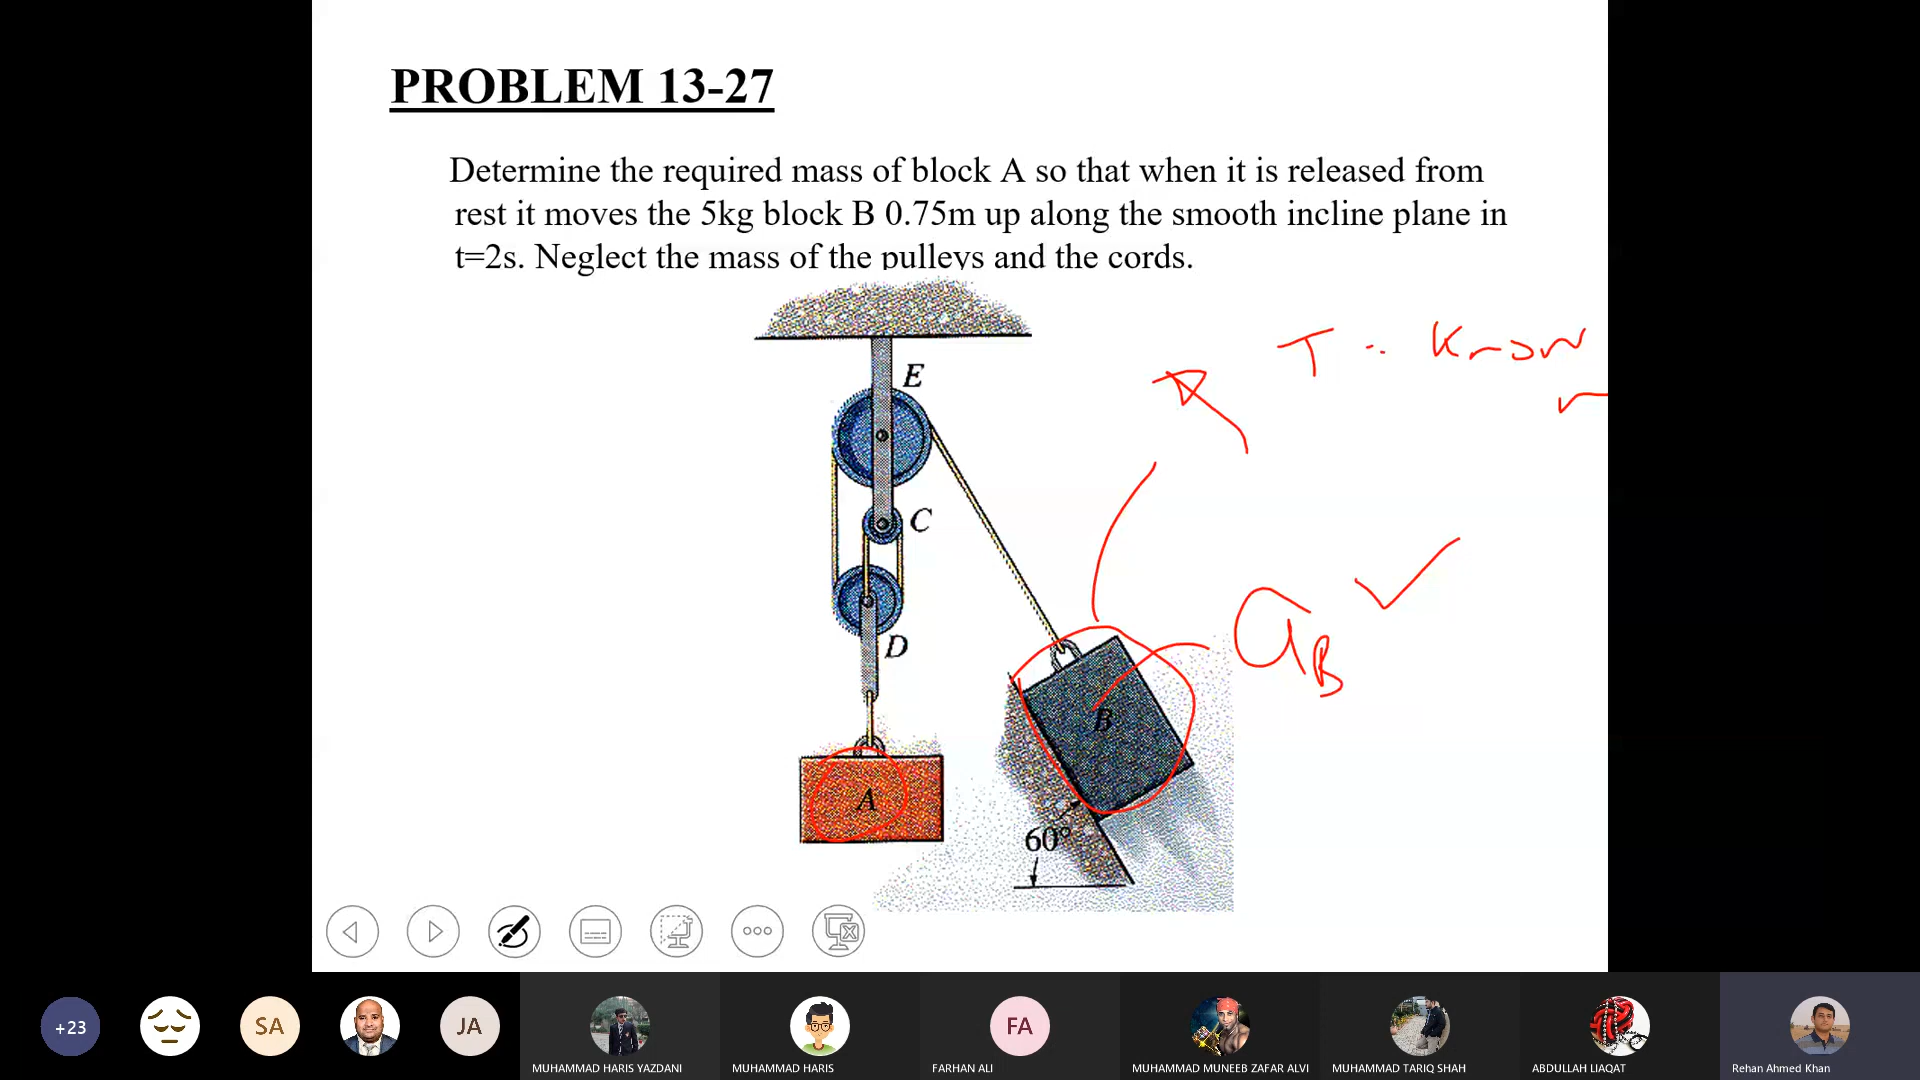 PROBLEM 13-27
Determine the required mass of block A so that when it is released from
rest it moves the 5kg block B 0.75m up along the smooth incline plane in
t=2s. Neglect the mass of the pulleys and the cords.
E
T
Know
C
a_B
D
B
A
60°
+23
SA
JA
FA
MUHAMMAD HARIS YAZDANI
MUHAMMAD HARIS
FARHAN ALI
MUHAMMAD MUNEEB ZAFAR ALVI
MUHAMMAD TARIQ SHAH
ABDULLAH LIAQAT
Rehan Ahmed Khan